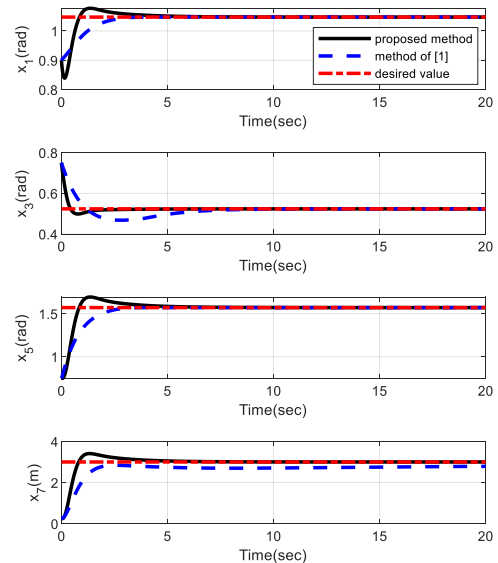 x1(rad)
1
0.9
0.8
proposed method
method of [1]
desired value
0 5 10 15 20
Time(sec)
x3(rad)
0.8
0.6
0.4
0 5 10 15 20
Time(sec)
x5(rad)
1.5
1
0 5 10 15 20
Time(sec)
x7(m)
4
2
0
0 5 10 15 20
Time(sec)